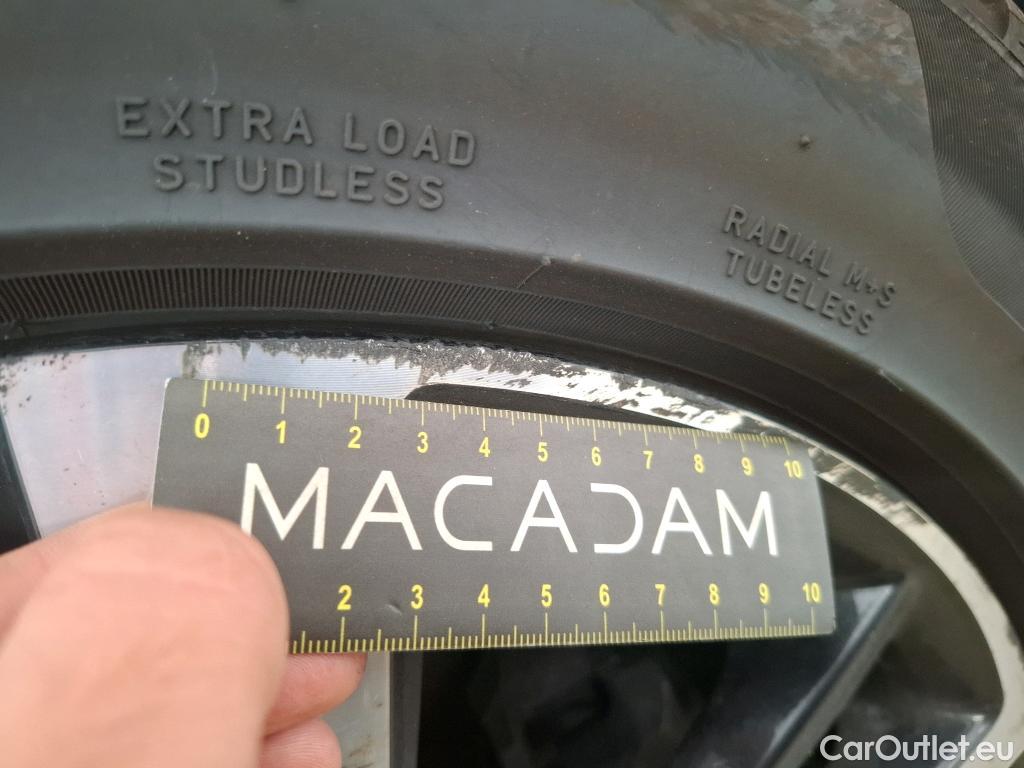 EXTRA LOAD
STUDLESS
RADIAL M+S
TUBELESS
0 1 2 3 4 5 6 7 8 9 10
MACADAM
2 3 4 5 6 7 8 9 10
CarOutlet.eu